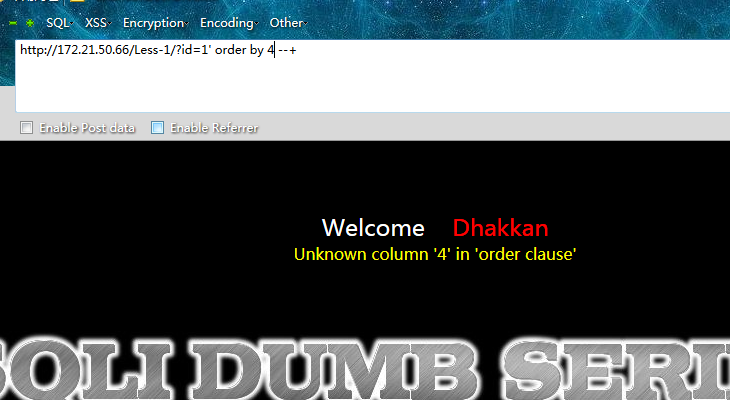 SQL XSS Encryption Encoding Other
http://172.21.50.66/Less-1/?id=1' order by 4 --+
Enable Post data Enable Referrer
Welcome Dhakkan
Unknown column '4' in 'order clause'
SQLI DUMB SERI